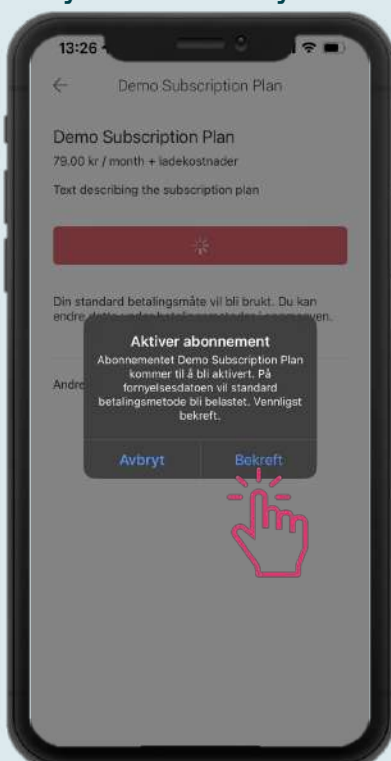 13:26
Demo Subscription Plan
Demo Subscription Plan
79.00 kr / month + ladekostnader
Text describing the subscription plan
Din standard betalingsmåte vil bli brukt. Du kan
endre
Aktiver abonnement
Abonnementet Demo Subscription Plan
kommer til å bli aktivert. På
fornyelsesdatoen vil standard
betalingsmetode bli belastet. Vennligst
bekreft.
Andre
Avbryt
Bekreft